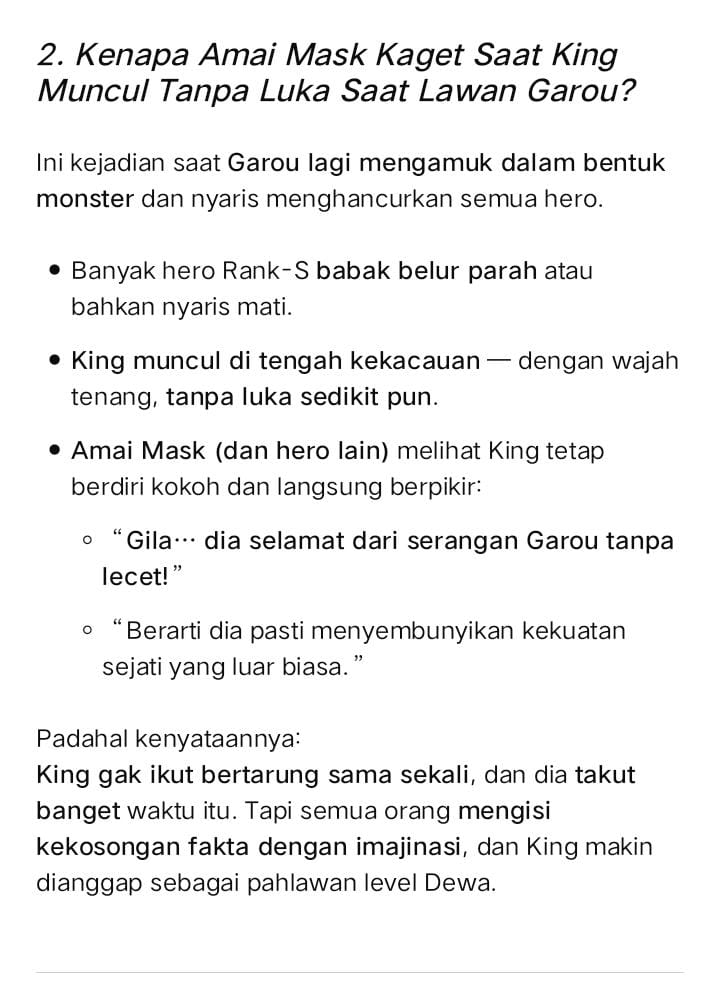 2. Kenapa Amai Mask Kaget Saat King
Muncul Tanpa Luka Saat Lawan Garou?
Ini kejadian saat Garou lagi mengamuk dalam bentuk
monster dan nyaris menghancurkan semua hero.
• Banyak hero Rank-S babak belur parah atau
bahkan nyaris mati.
• King muncul di tengah kekacauan — dengan wajah
tenang, tanpa luka sedikit pun.
• Amai Mask (dan hero lain) melihat King tetap
berdiri kokoh dan langsung berpikir:
◦ “Gila… dia selamat dari serangan Garou tanpa
lecet!”
◦ “Berarti dia pasti menyembunyikan kekuatan
sejati yang luar biasa.”
Padahal kenyataannya:
King gak ikut bertarung sama sekali, dan dia takut
banget waktu itu. Tapi semua orang mengisi
kekosongan fakta dengan imajinasi, dan King makin
dianggap sebagai pahlawan level Dewa.